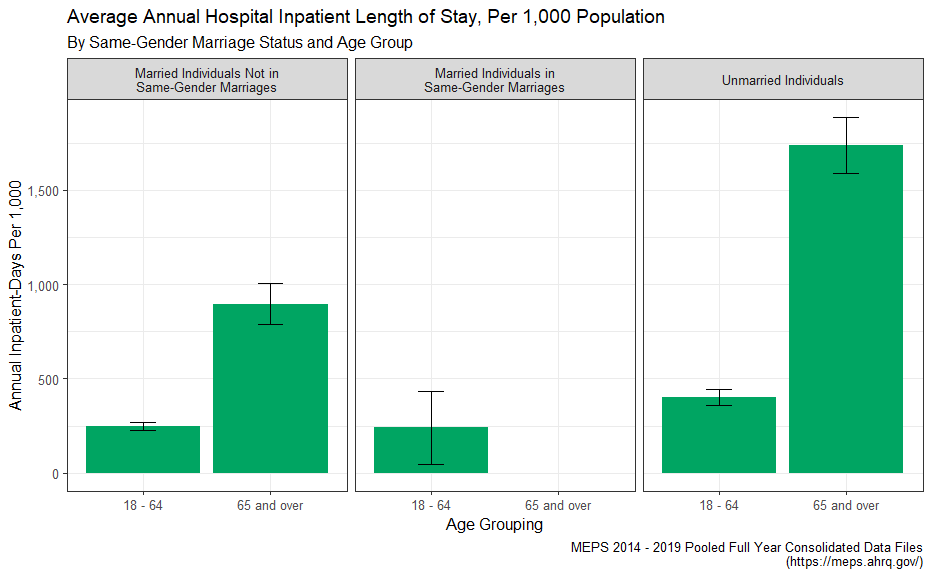 Average Annual Hospital Inpatient Length of Stay, Per 1,000 Population
By Same-Gender Marriage Status and Age Group
Married Individuals Not in
Same-Gender Marriages
Married Individuals in
Same-Gender Marriages
Unmarried Individuals
Annual Inpatient-Days Per 1,000
1,500
1,000
500
0
18 - 64
65 and over
18 - 64
65 and over
18 - 64
65 and over
Age Grouping
MEPS 2014 - 2019 Pooled Full Year Consolidated Data Files
(https://meps.ahrq.gov/)